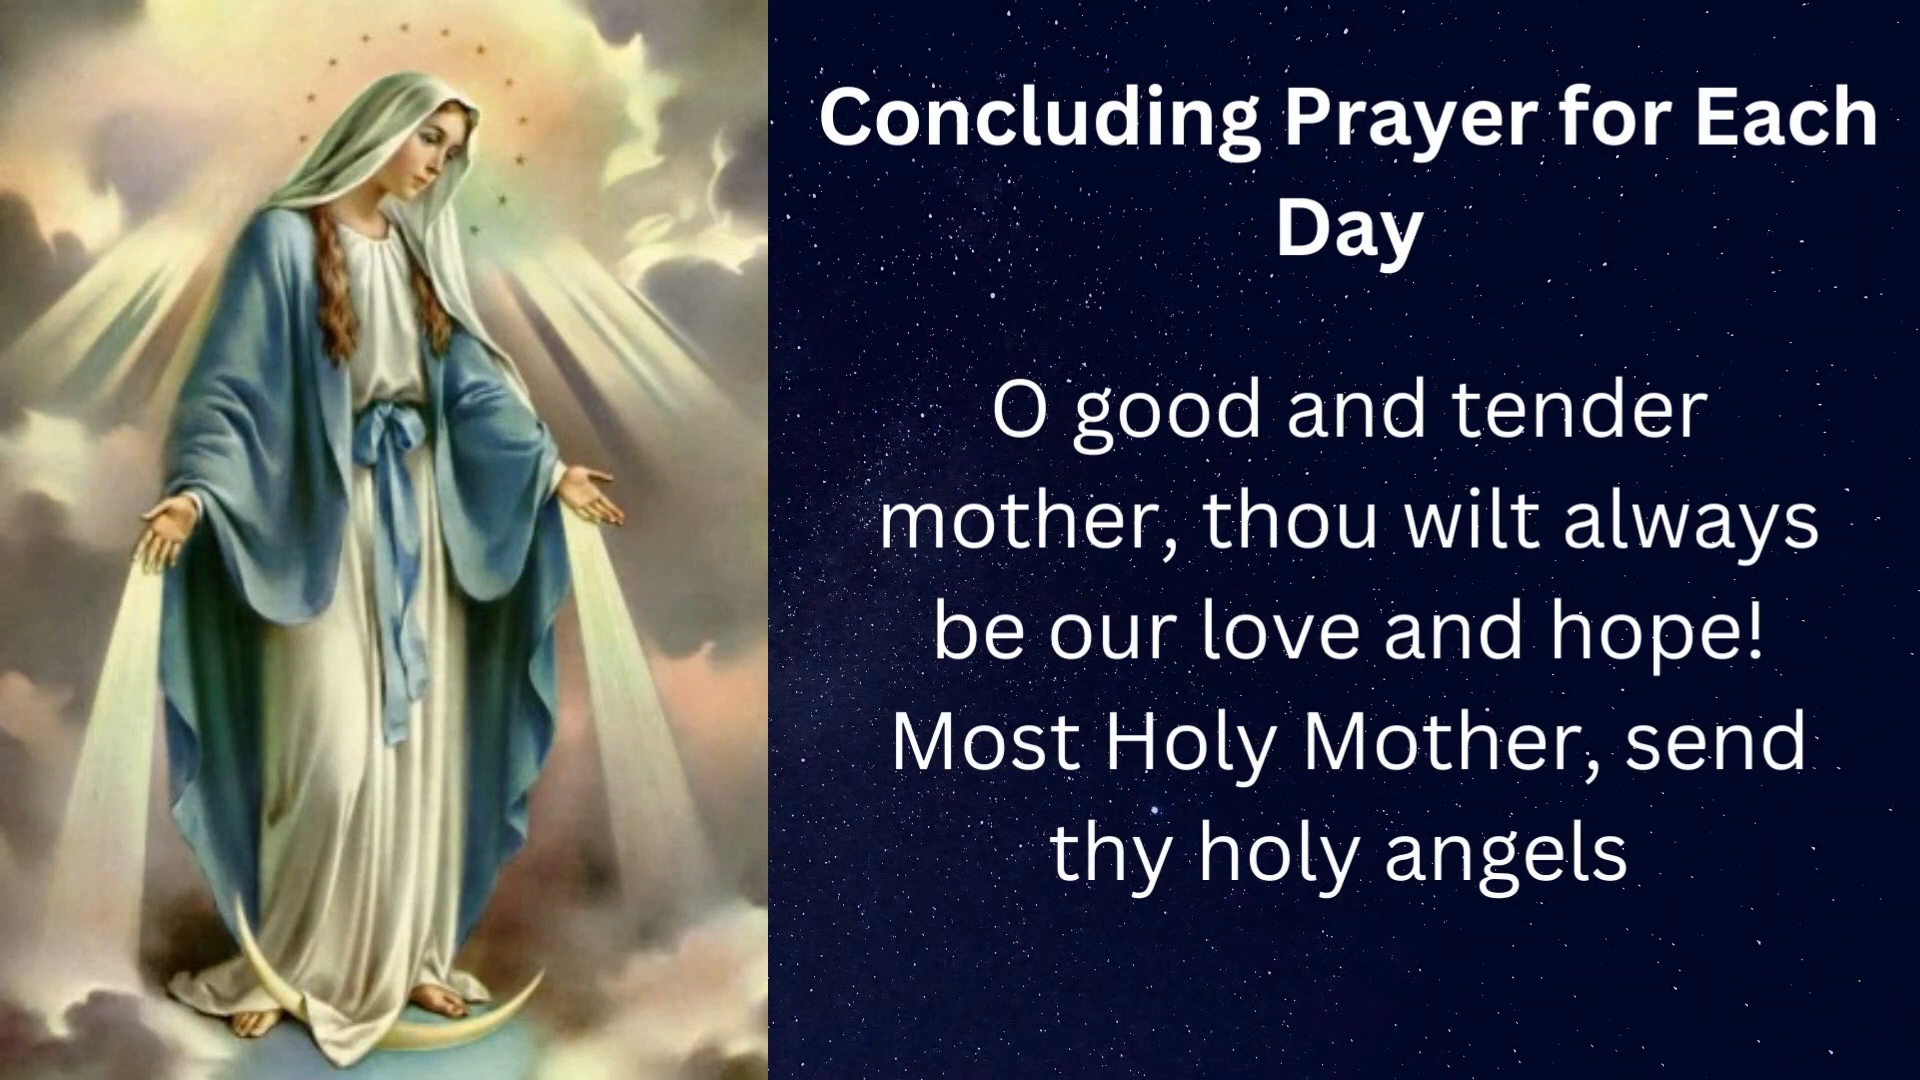 Concluding Prayer for Each
Day
O good and tender
mother, thou wilt always
be our love and hope!
Most Holy Mother, send
thy holy angels